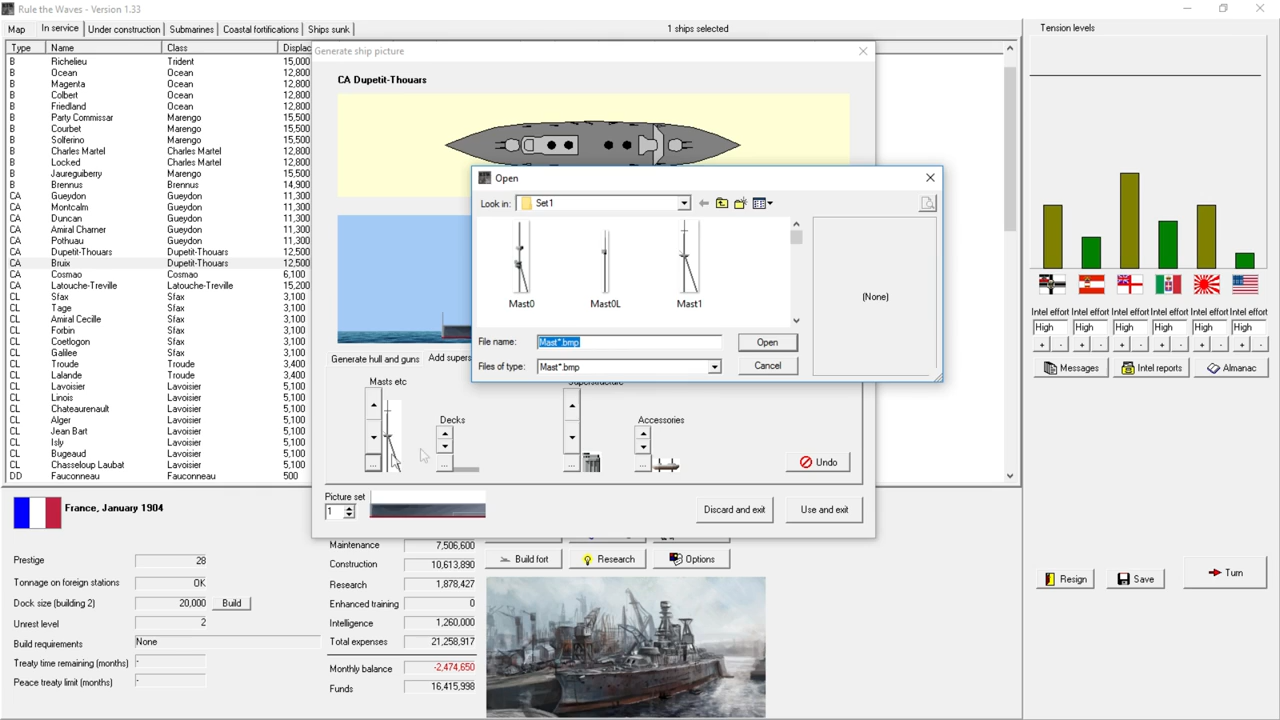 Rule the Waves - Version 1.33
Map In service Under construction Submarines Coastal fortifications Ships sunk 1 ships selected
Type Name Class Displac
B Richelieu Trident 15,000
B Ocean Ocean 12,800
B Magenta Ocean 12,800
B Colbert Ocean 12,800
B Friedland Ocean 12,800
B Party Commissar Marengo 15,500
B Courbet Marengo 15,500
B Solferino Marengo 15,500
B Charles Martel Charles Martel 12,800
B Locked Charles Martel 12,800
B Jaureguiberry Marengo 15,500
B Brennus Brennus 14,900
CA Gueydon Gueydon 11,300
CA Montcalm Gueydon 11,300
CA Duncan Gueydon 11,300
CA Amiral Charner Gueydon 11,300
CA Pothuau Gueydon 11,300
CA Dupetit-Thouars Dupetit-Thouars 12,500
CA Bruix Dupetit-Thouars 12,500
CA Cosmao Cosmao 6,100
CA Latouche-Treville Latouche-Treville 15,200
CL Sfax Sfax 3,100
CL Tage Sfax 3,100
CL Amiral Cecille Sfax 3,100
CL Forbin Sfax 3,100
CL Coetlogon Sfax 3,100
CL Galilee Sfax 3,100
CL Troude Troude 3,400
CL Lalande Troude 3,400
CL Lavoisier Lavoisier 5,100
CL Linois Lavoisier 5,100
CL Chateaurenault Lavoisier 5,100
CL Alger Lavoisier 5,100
CL Jean Bart Lavoisier 5,100
CL Isly Lavoisier 5,100
CL Bugeaud Lavoisier 5,100
CL Chasseloup Laubat Lavoisier 5,100
DD Fauconneau Fauconneau 500
Generate ship picture
CA Dupetit-Thouars
Open
Look in: Set1
Mast0 Mast0L Mast1
(None)
File name: Mast*.bmp Open
Files of type: Mast*.bmp Cancel
Generate hull and guns Add supers
Masts etc
Decks
Accessories
Undo
Picture set
1
Discard and exit Use and exit
Tension levels
Intel effort Intel effort Intel effort Intel effort Intel effort Intel effort
High High High High High High
+ - + - + - + - + - + -
Messages Intel reports Almanac
France, January 1904
Prestige 28
Tonnage on foreign stations OK
Dock size (building 2) 20,000 Build
Unrest level 2
Build requirements None
Treaty time remaining (months) -
Peace treaty limit (months) -
Maintenance 7,506,600
Construction 10,613,890
Research 1,878,427
Enhanced training 0
Intelligence 1,260,000
Total expenses 21,258,917
Monthly balance -2,474,650
Funds 16,415,998
Build fort Research Options
Resign Save Turn